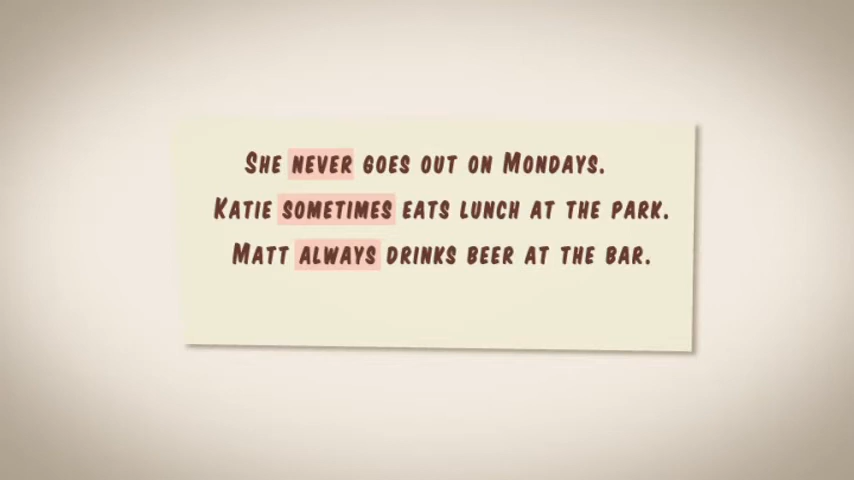 She never goes out on Mondays.
Katie sometimes eats lunch at the park.
Matt always drinks beer at the bar.